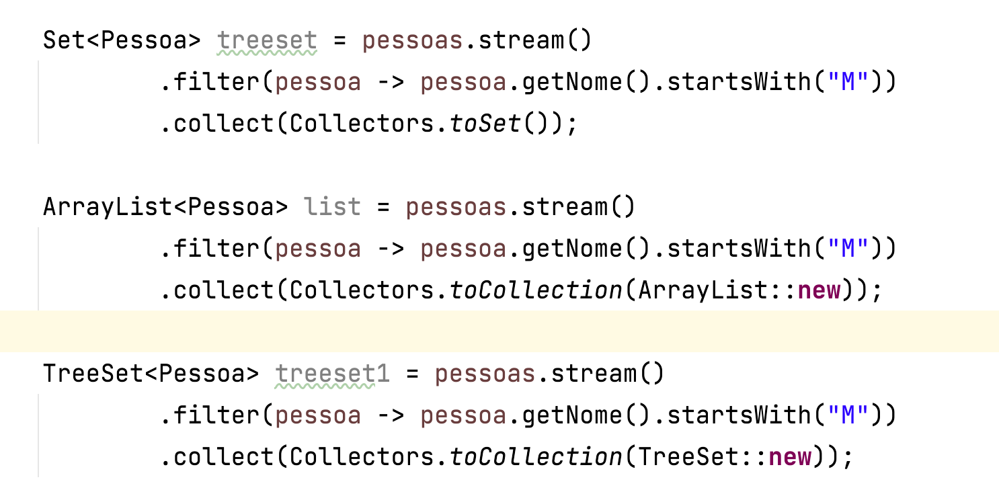 Set<Pessoa> treeset = pessoas.stream()
        .filter(pessoa -> pessoa.getNome().startsWith("M"))
        .collect(Collectors.toSet());
ArrayList<Pessoa> list = pessoas.stream()
        .filter(pessoa -> pessoa.getNome().startsWith("M"))
        .collect(Collectors.toCollection(ArrayList::new));
TreeSet<Pessoa> treeset1 = pessoas.stream()
        .filter(pessoa -> pessoa.getNome().startsWith("M"))
        .collect(Collectors.toCollection(TreeSet::new));